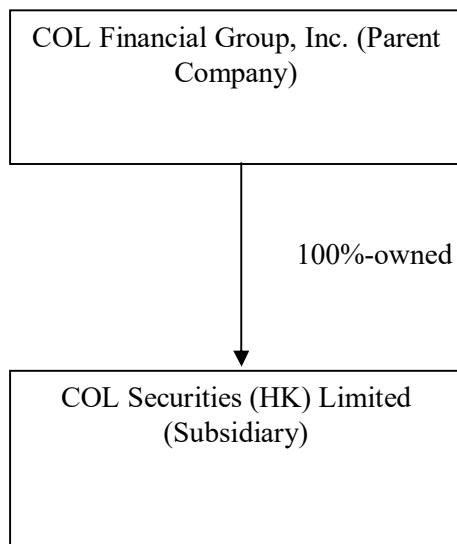 COL Financial Group, Inc. (Parent
Company)
100%-owned
COL Securities (HK) Limited
(Subsidiary)